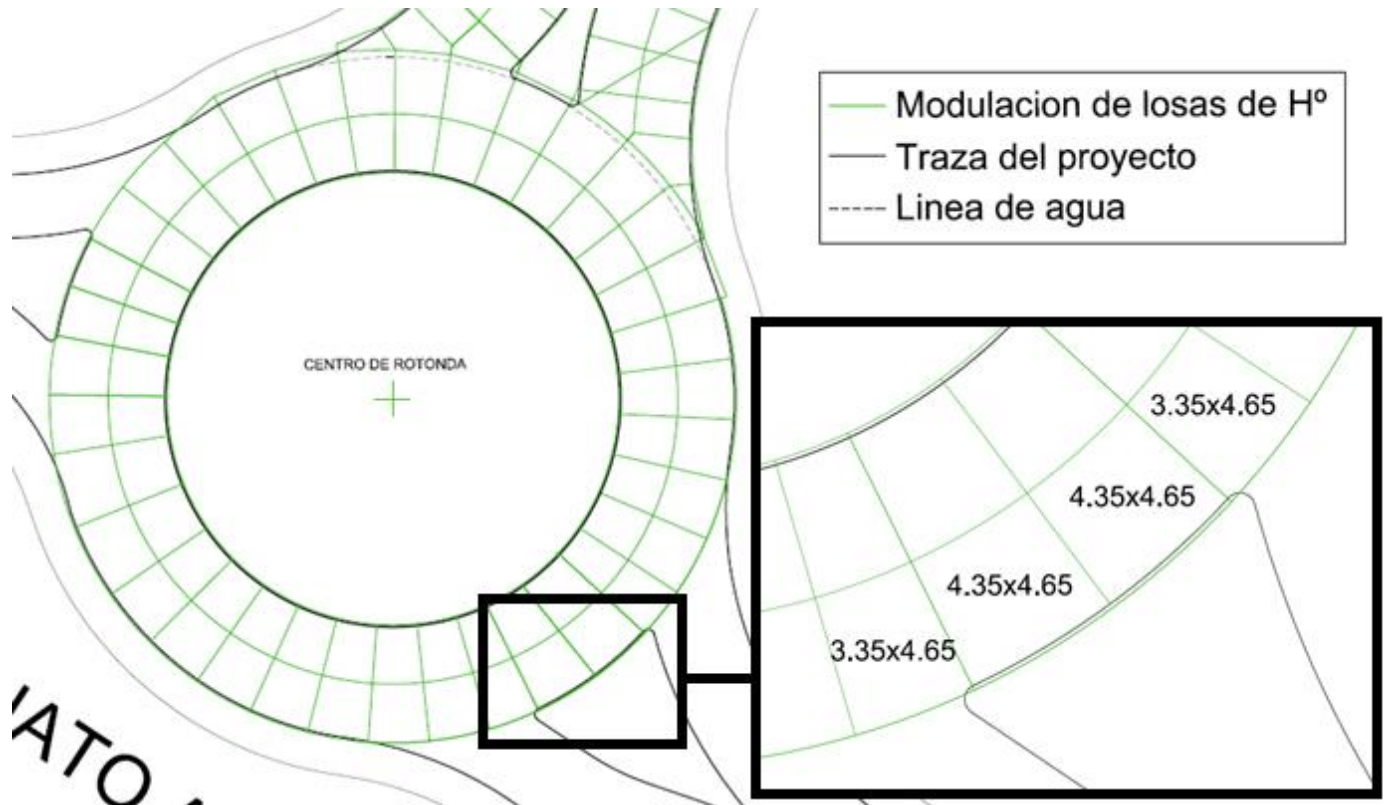 Modulacion de losas de Hº
Traza del proyecto
Linea de agua
CENTRO DE ROTONDA
3.35x4.65
4.35x4.65
4.35x4.65
3.35x4.65